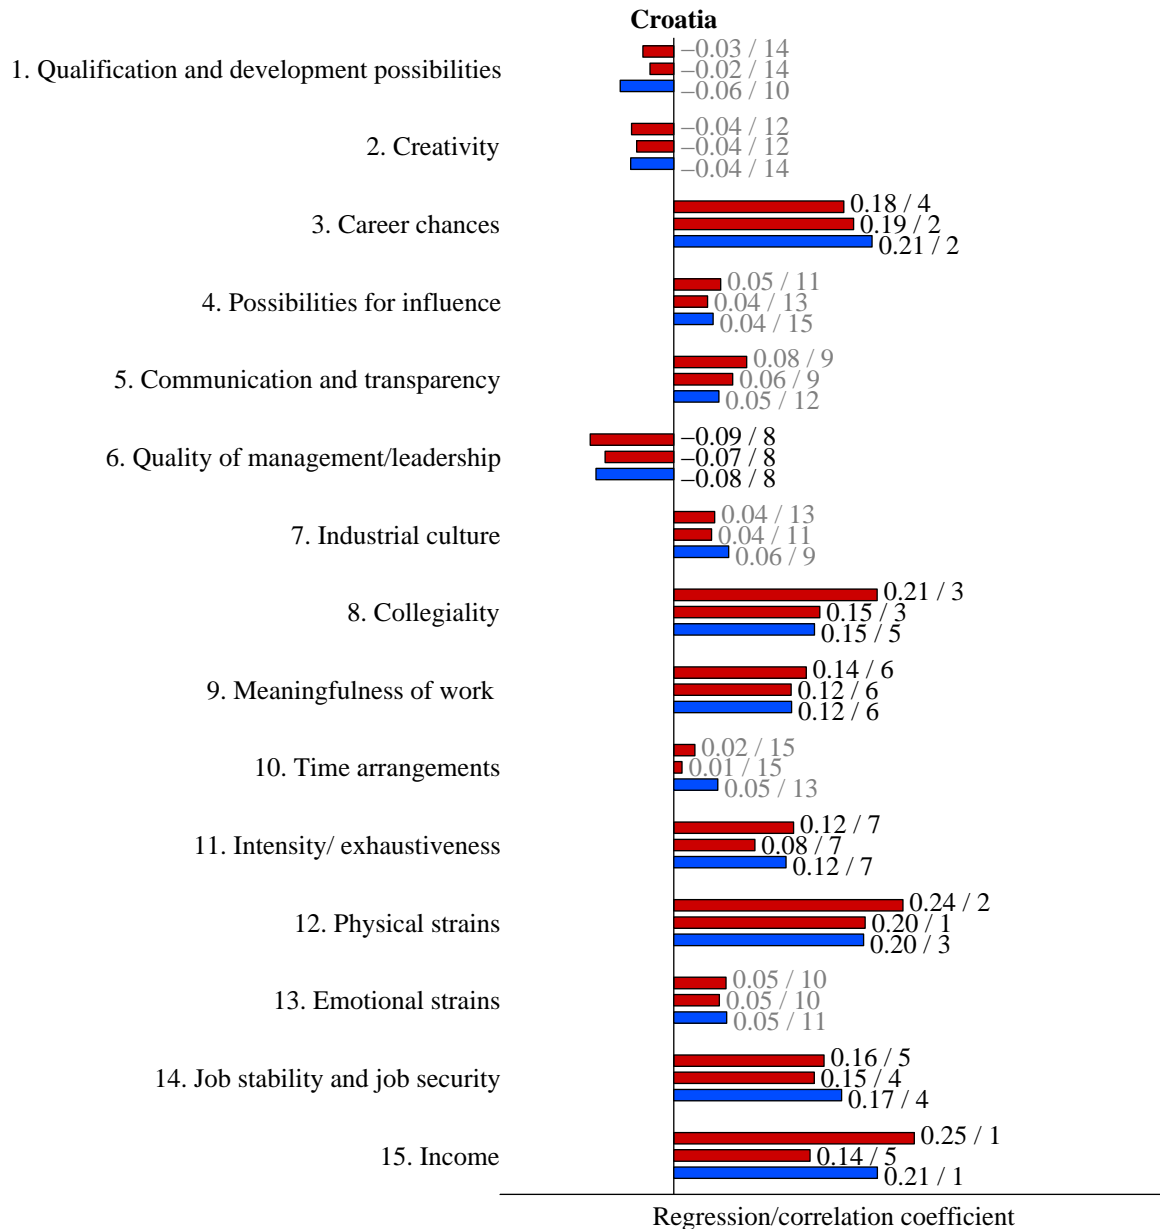 Croatia
1. Qualification and development possibilities
–0.03 / 14
–0.02 / 14
–0.06 / 10
2. Creativity
–0.04 / 12
–0.04 / 12
–0.04 / 14
3. Career chances
0.18 / 4
0.19 / 2
0.21 / 2
4. Possibilities for influence
0.05 / 11
0.04 / 13
0.04 / 15
5. Communication and transparency
0.08 / 9
0.06 / 9
0.05 / 12
6. Quality of management/leadership
–0.09 / 8
–0.07 / 8
–0.08 / 8
7. Industrial culture
0.04 / 13
0.04 / 11
0.06 / 9
8. Collegiality
0.21 / 3
0.15 / 3
0.15 / 5
9. Meaningfulness of work
0.14 / 6
0.12 / 6
0.12 / 6
10. Time arrangements
0.02 / 15
0.01 / 15
0.05 / 13
11. Intensity/ exhaustiveness
0.12 / 7
0.08 / 7
0.12 / 7
12. Physical strains
0.24 / 2
0.20 / 1
0.20 / 3
13. Emotional strains
0.05 / 10
0.05 / 10
0.05 / 11
14. Job stability and job security
0.16 / 5
0.15 / 4
0.17 / 4
15. Income
0.25 / 1
0.14 / 5
0.21 / 1
Regression/correlation coefficient